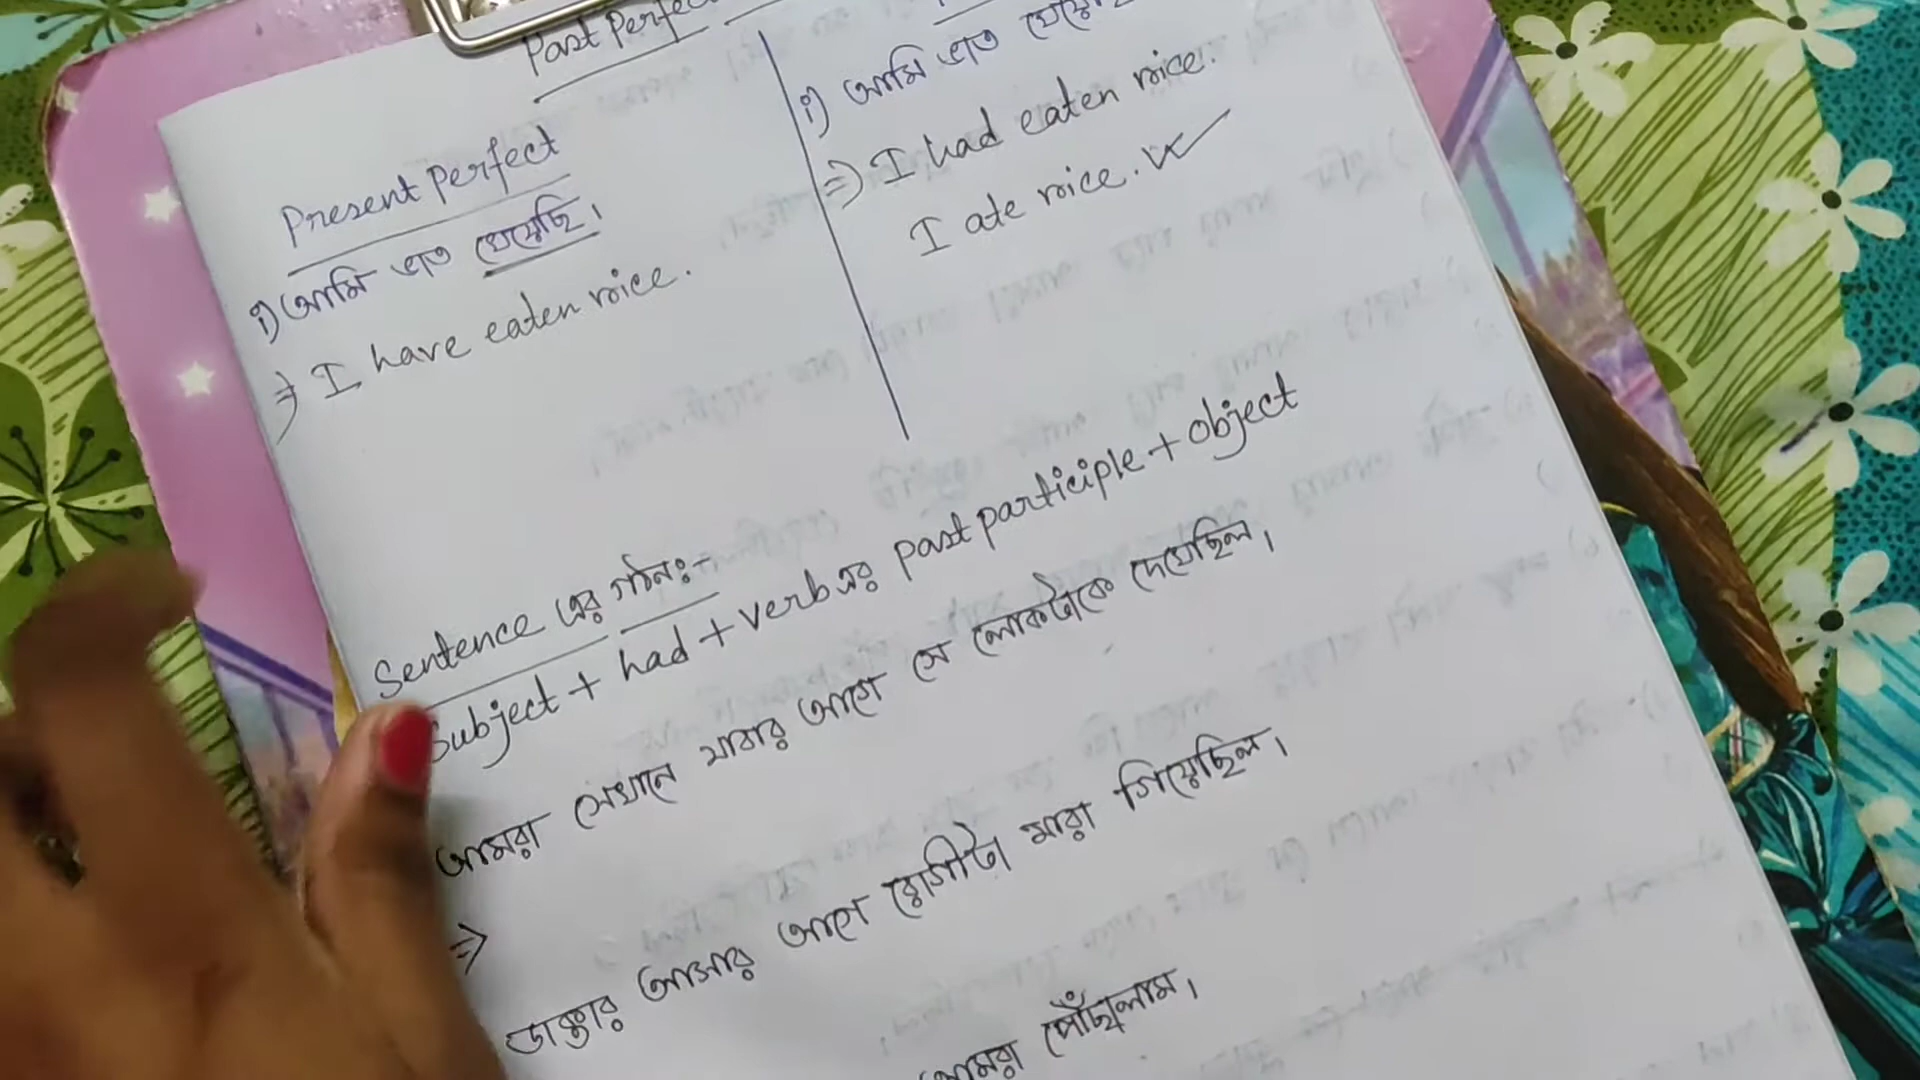 Past Perfect
Present Perfect
i) আমি ভাত খেয়েছি।
⇒ I have eaten rice.
i) আমি ভাত
⇒ I had eaten rice.
I ate rice. ✓
Sentence এর গঠনঃ-
Subject + had + verb এর past participle + object
আমরা সেখানে যাবার আগে সে লোকটাকে দেখেছিল।
⇒
ডাক্তার আসার আগে রোগীটা মারা গিয়েছিল।
আমরা পৌঁছলাম।